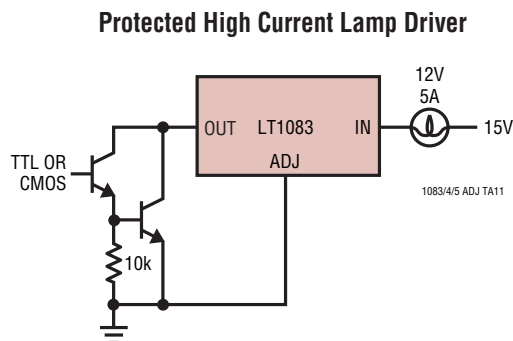 Protected High Current Lamp Driver
12V
5A
OUT LT1083 IN
15V
ADJ
TTL OR
CMOS
1083/4/5 ADJ TA11
10k